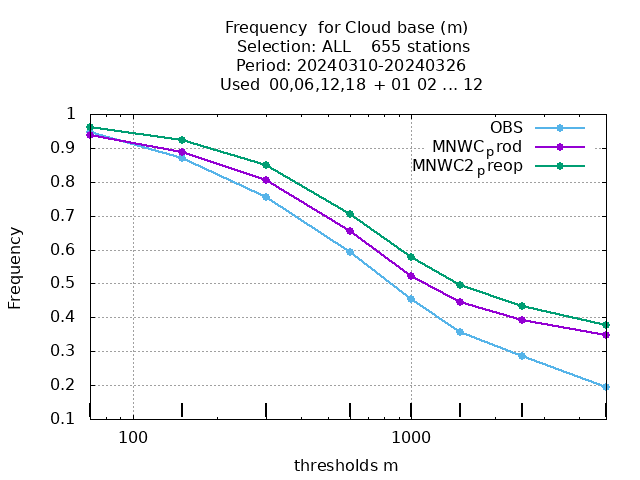 Frequency  for Cloud base (m)
Selection: ALL    655 stations
Period: 20240310-20240326
Used 00,06,12,18 + 01 02 ... 12
OBS
MNWCprod
MNWC2preop
1
0.9
0.8
0.7
0.6
0.5
0.4
0.3
0.2
0.1
Frequency
100 1000
thresholds m